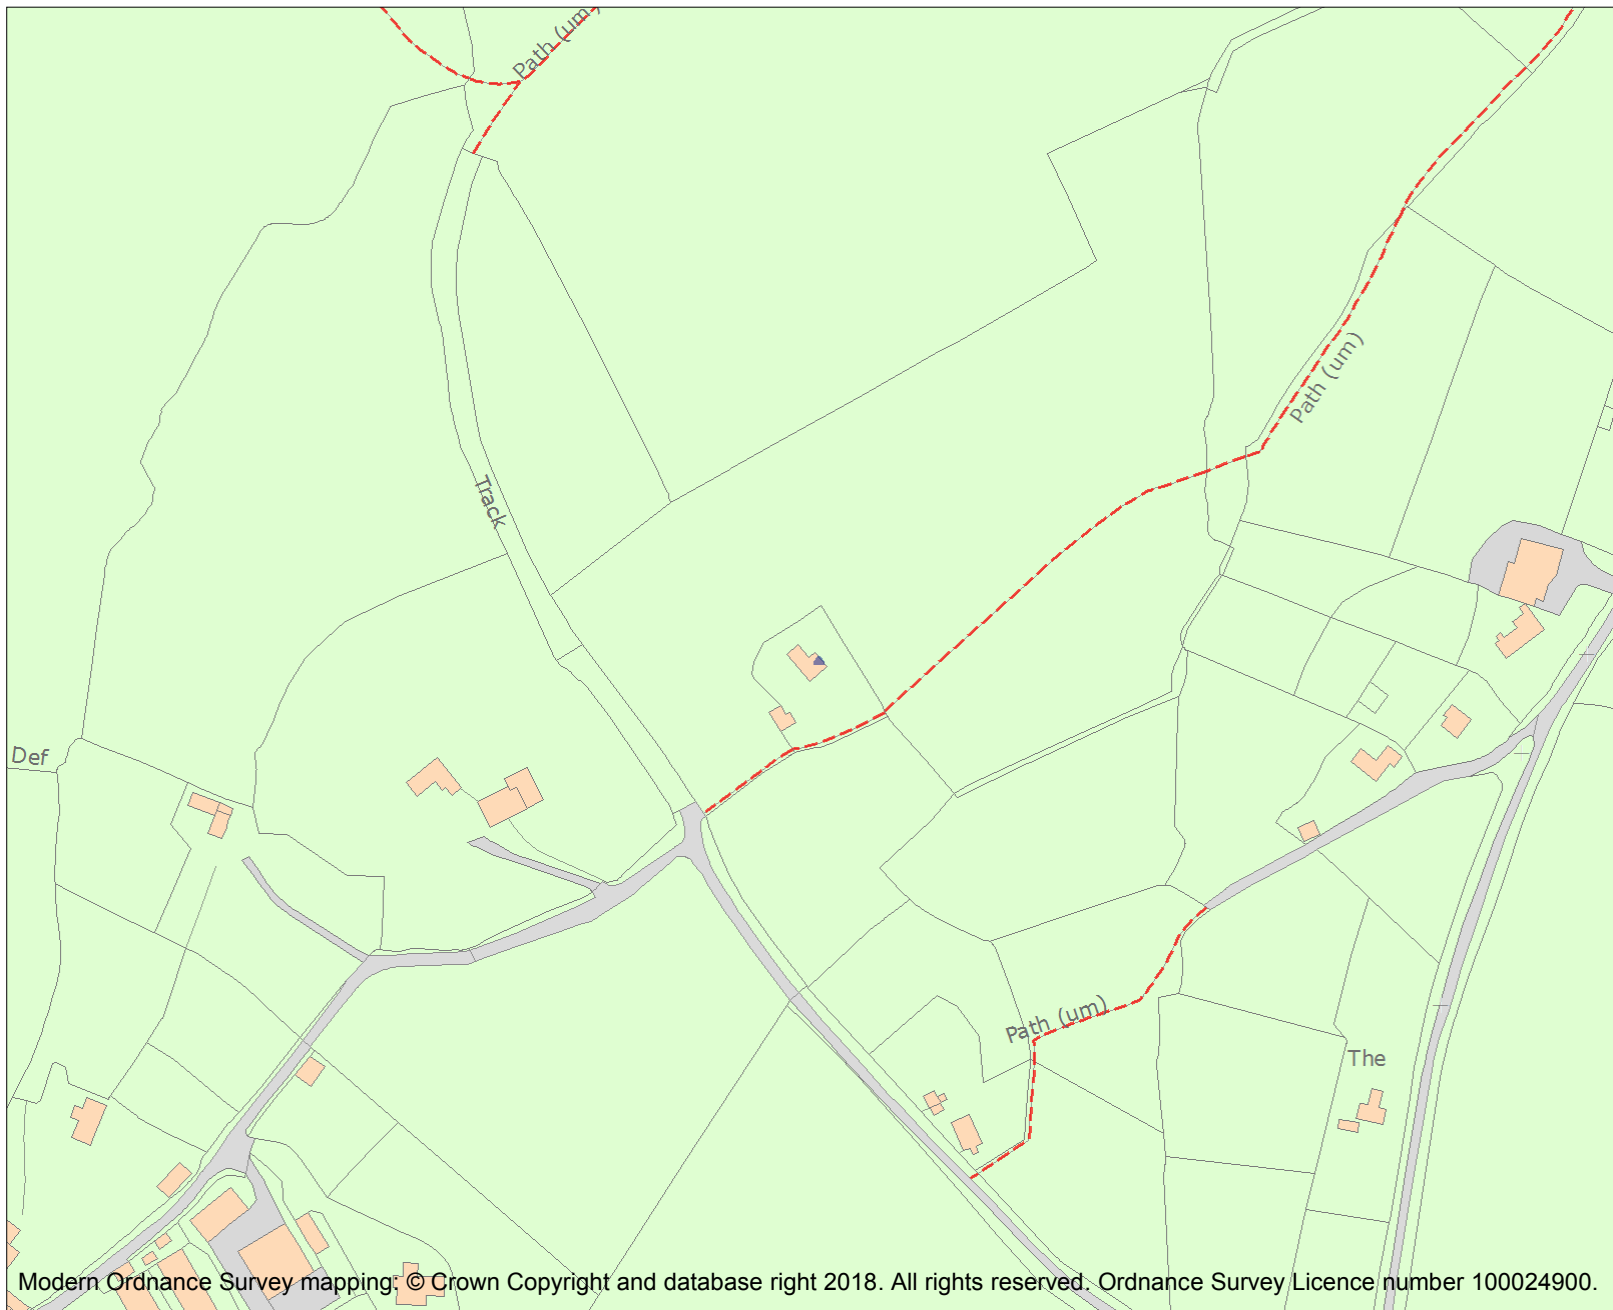 Path (um)
Path (um)
Track
Def
Path (um)
The
Modern Ordnance Survey mapping: © Crown Copyright and database right 2018. All rights reserved. Ordnance Survey Licence number 100024900.